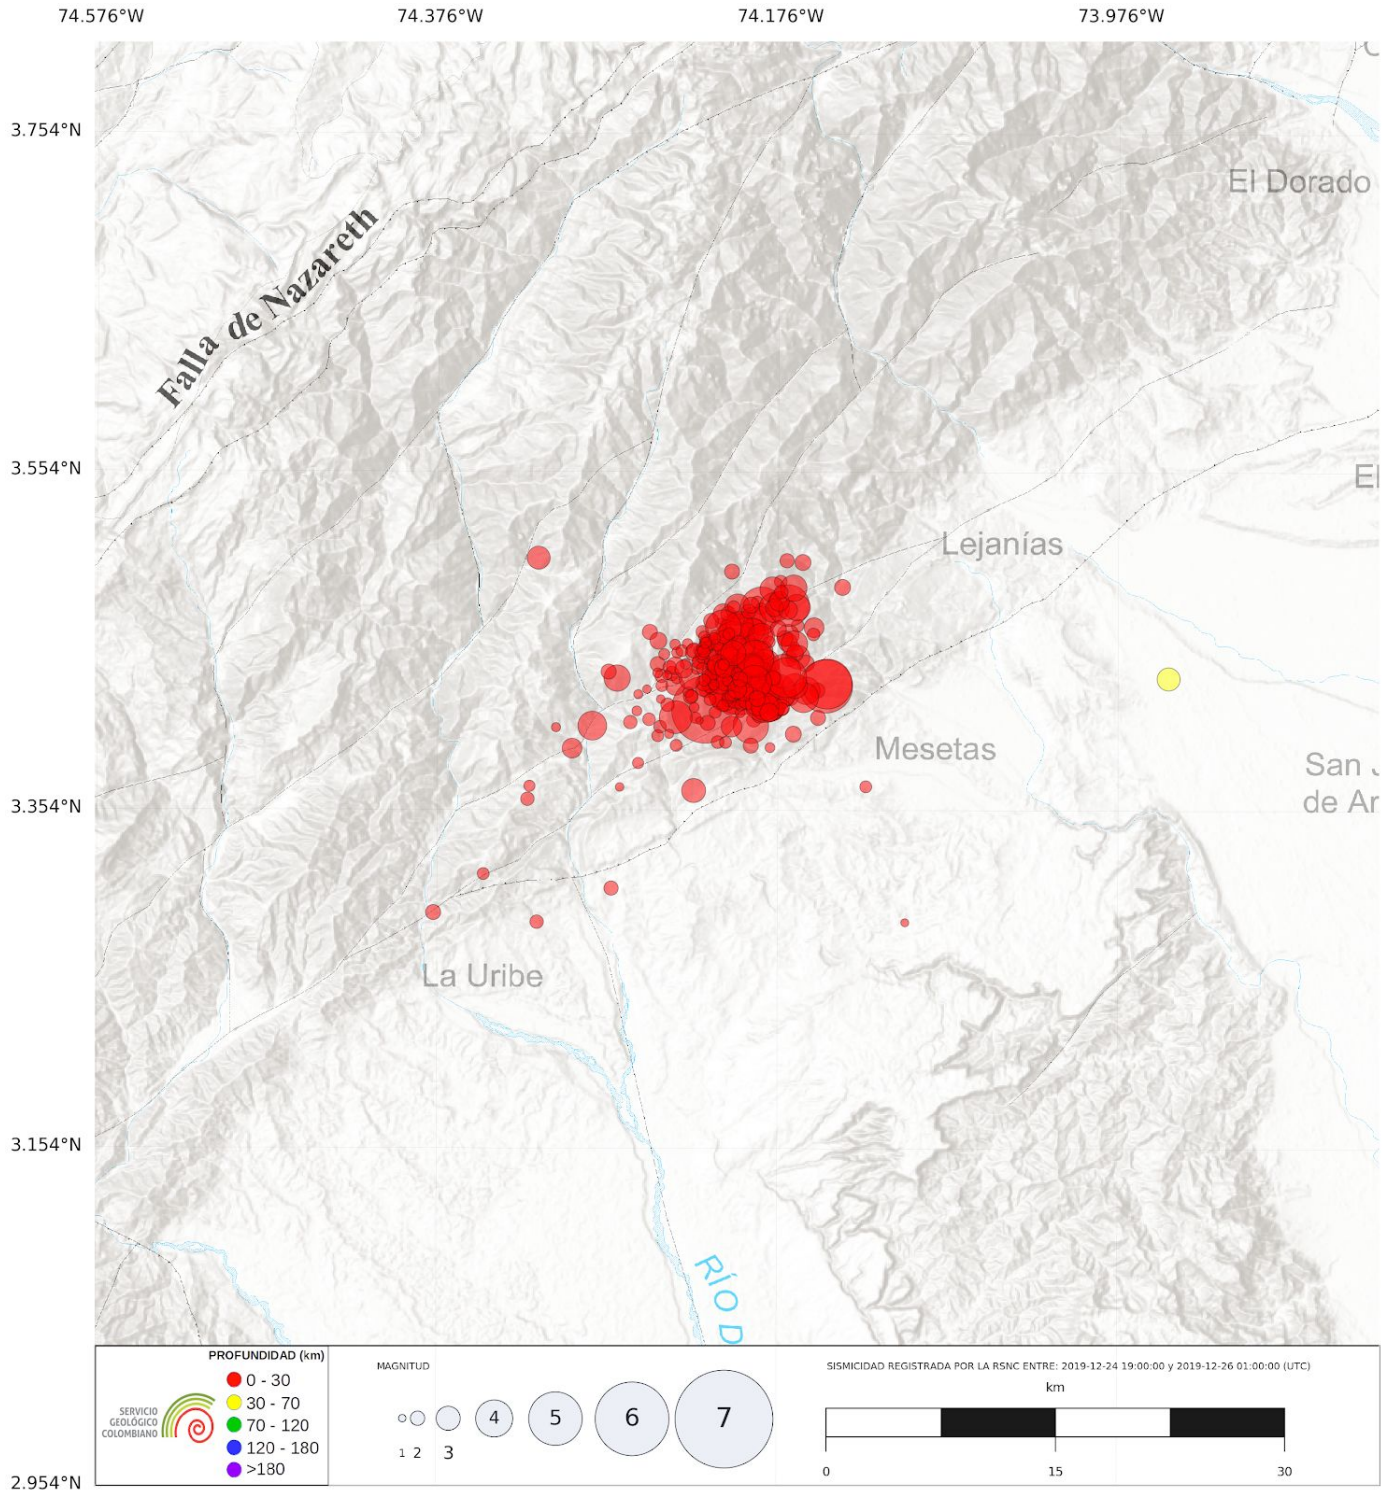 74.576°W 74.376°W 74.176°W 73.976°W
3.754°N
El Dorado
Falla de Nazareth
3.554°N
Lejanías
Mesetas
San J
de Ar
3.354°N
La Uribe
3.154°N
RÍO D
2.954°N
PROFUNDIDAD (km)
0 - 30
30 - 70
70 - 120
120 - 180
>180
SERVICIO
GEOLÓGICO
COLOMBIANO
MAGNITUD
4 5 6 7
1 2 3
SISMICIDAD REGISTRADA POR LA RSNC ENTRE: 2019-12-24 19:00:00 y 2019-12-26 01:00:00 (UTC)
km
0 15 30